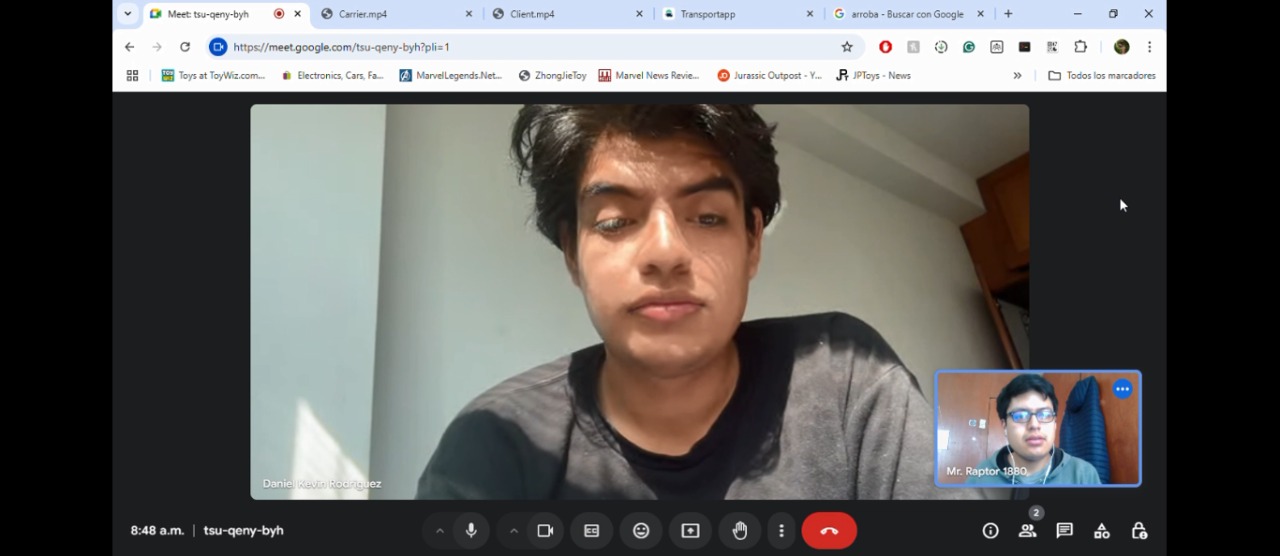 Meet: tsu-qeny-byh
Carrier.mp4
Client.mp4
Transportapp
arroba - Buscar con Google
https://meet.google.com/tsu-qeny-byh?pli=1
Toys at ToyWiz.com...
Electronics, Cars, Fa...
MarvelLegends.Net...
ZhongJieToy
Marvel News Revie...
Jurassic Outpost - Y...
JPToys - News
Todos los marcadores
Daniel Kevin Rodriguez
Mr. Raptor 1880
8:48 a.m. | tsu-qeny-byh
2